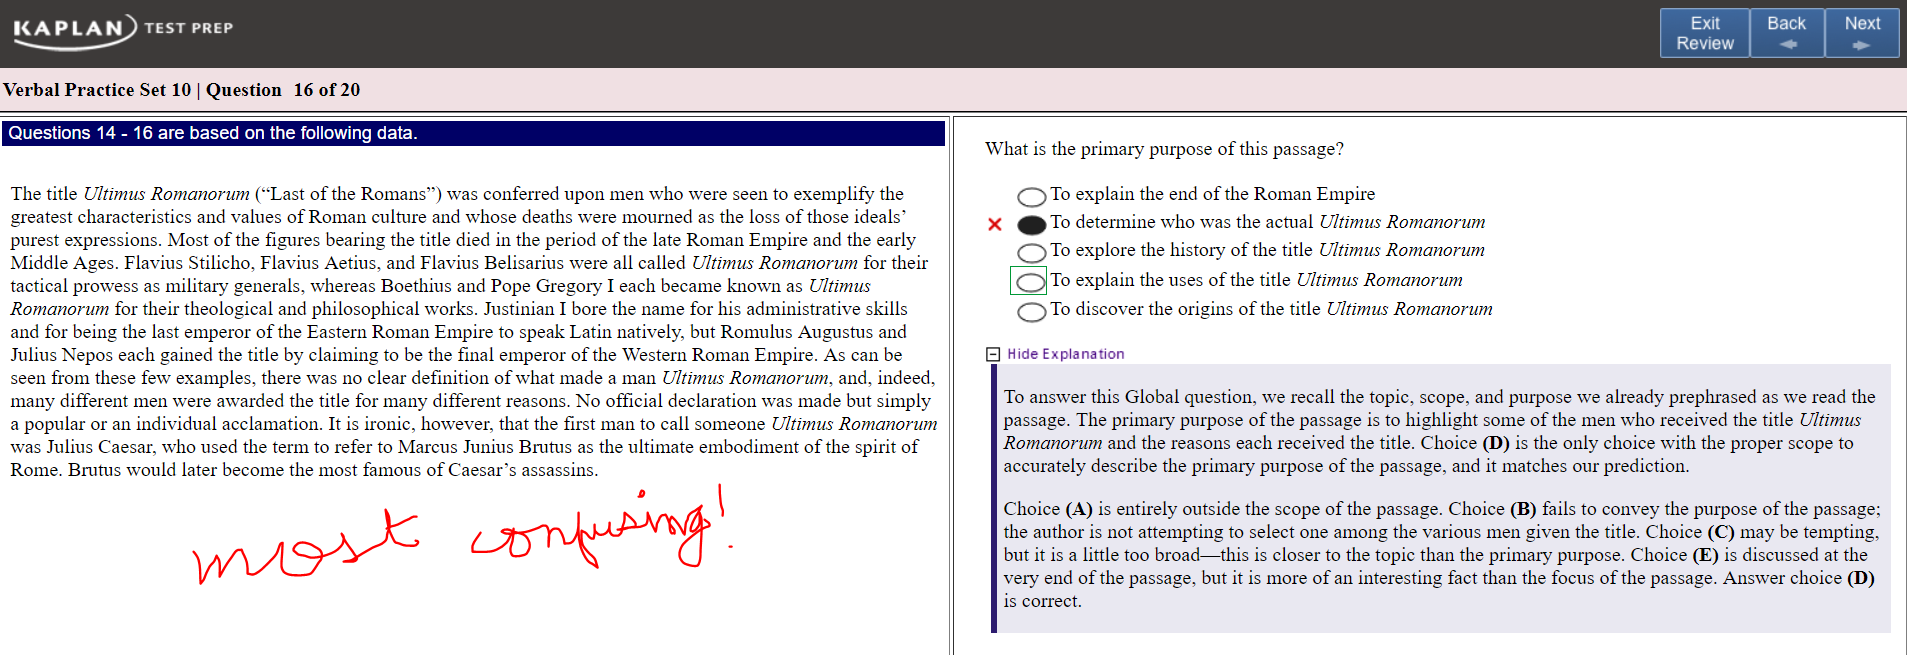 KAPLAN TEST PREP
Exit Review
Back
Next
Verbal Practice Set 10 | Question 16 of 20
Questions 14 - 16 are based on the following data.
The title Ultimus Romanorum (“Last of the Romans”) was conferred upon men who were seen to exemplify the
greatest characteristics and values of Roman culture and whose deaths were mourned as the loss of those ideals’
purest expressions. Most of the figures bearing the title died in the period of the late Roman Empire and the early
Middle Ages. Flavius Stilicho, Flavius Aetius, and Flavius Belisarius were all called Ultimus Romanorum for their
tactical prowess as military generals, whereas Boethius and Pope Gregory I each became known as Ultimus
Romanorum for their theological and philosophical works. Justinian I bore the name for his administrative skills
and for being the last emperor of the Eastern Roman Empire to speak Latin natively, but Romulus Augustus and
Julius Nepos each gained the title by claiming to be the final emperor of the Western Roman Empire. As can be
seen from these few examples, there was no clear definition of what made a man Ultimus Romanorum, and, indeed,
many different men were awarded the title for many different reasons. No official declaration was made but simply
a popular or an individual acclamation. It is ironic, however, that the first man to call someone Ultimus Romanorum
was Julius Caesar, who used the term to refer to Marcus Junius Brutus as the ultimate embodiment of the spirit of
Rome. Brutus would later become the most famous of Caesar’s assassins.
most confusing!
What is the primary purpose of this passage?
To explain the end of the Roman Empire
To determine who was the actual Ultimus Romanorum
To explore the history of the title Ultimus Romanorum
To explain the uses of the title Ultimus Romanorum
To discover the origins of the title Ultimus Romanorum
Hide Explanation
To answer this Global question, we recall the topic, scope, and purpose we already prephrased as we read the
passage. The primary purpose of the passage is to highlight some of the men who received the title Ultimus
Romanorum and the reasons each received the title. Choice (D) is the only choice with the proper scope to
accurately describe the primary purpose of the passage, and it matches our prediction.
Choice (A) is entirely outside the scope of the passage. Choice (B) fails to convey the purpose of the passage;
the author is not attempting to select one among the various men given the title. Choice (C) may be tempting,
but it is a little too broad—this is closer to the topic than the primary purpose. Choice (E) is discussed at the
very end of the passage, but it is more of an interesting fact than the focus of the passage. Answer choice (D)
is correct.